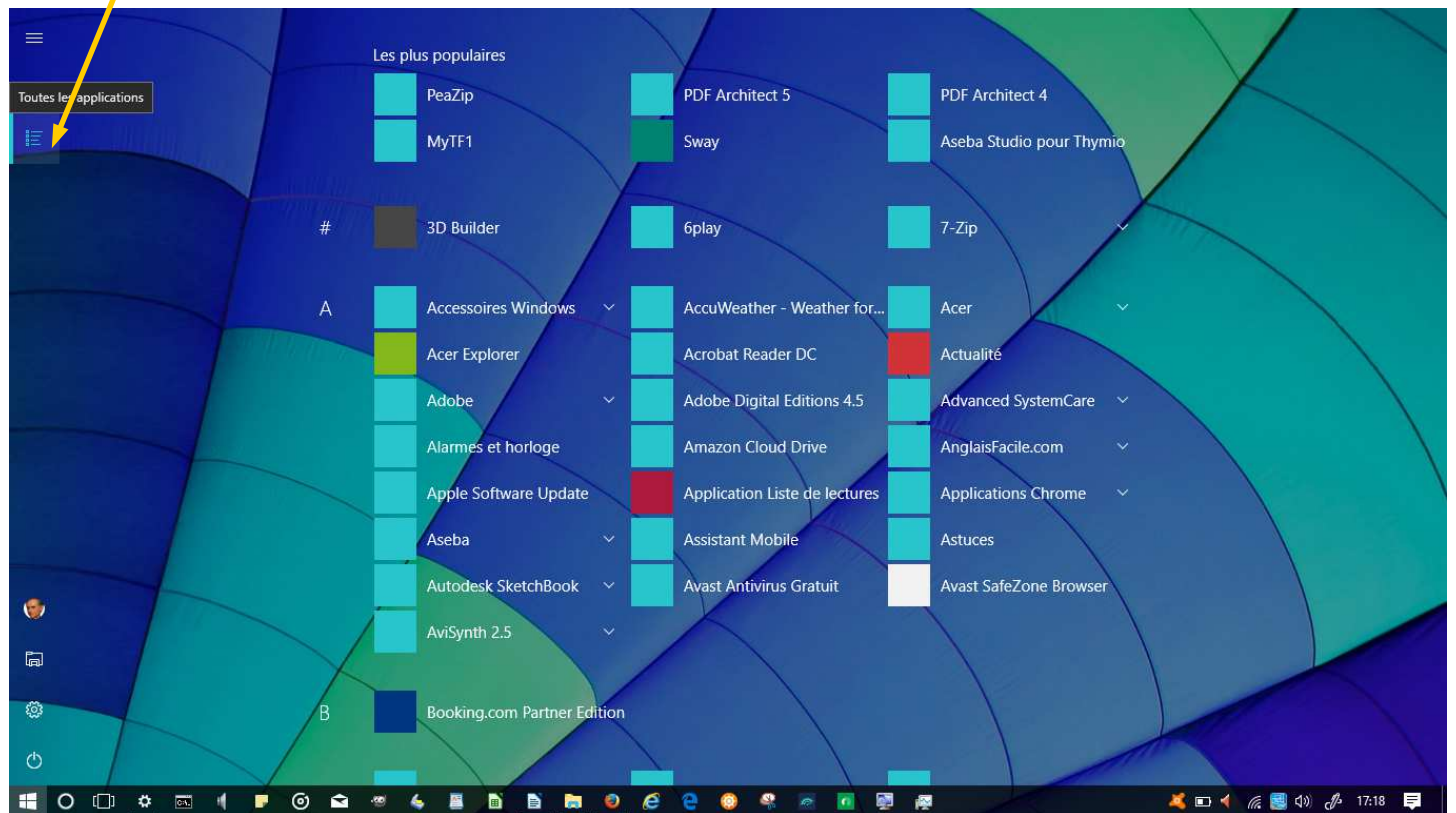 Les plus populaires
Toutes les applications
PeaZip PDF Architect 5 PDF Architect 4
MyTF1 Sway Aseba Studio pour Thymio
# 3D Builder 6play 7-Zip
A Accessoires Windows AccuWeather - Weather for... Acer
Acer Explorer Acrobat Reader DC Actualité
Adobe Adobe Digital Editions 4.5 Advanced SystemCare
Alarmes et horloge Amazon Cloud Drive AnglaisFacile.com
Apple Software Update Application Liste de lectures Applications Chrome
Aseba Assistant Mobile Astuces
Autodesk SketchBook Avast Antivirus Gratuit Avast SafeZone Browser
AviSynth 2.5
B Booking.com Partner Edition
17:18